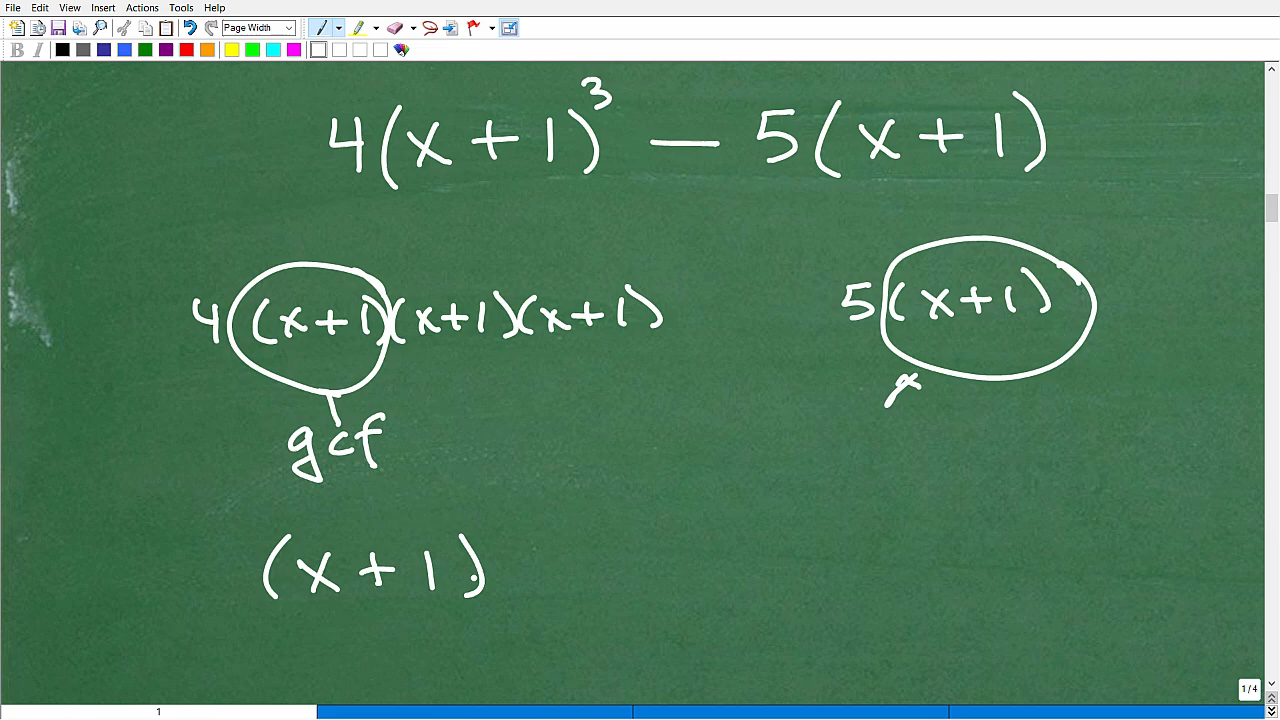 File Edit View Insert Actions Tools Help
Page Width
B I
4(x+1)³ — 5(x+1)
4(x+1)(x+1)(x+1) 5(x+1)
gcf
(x+1)
1/4
1